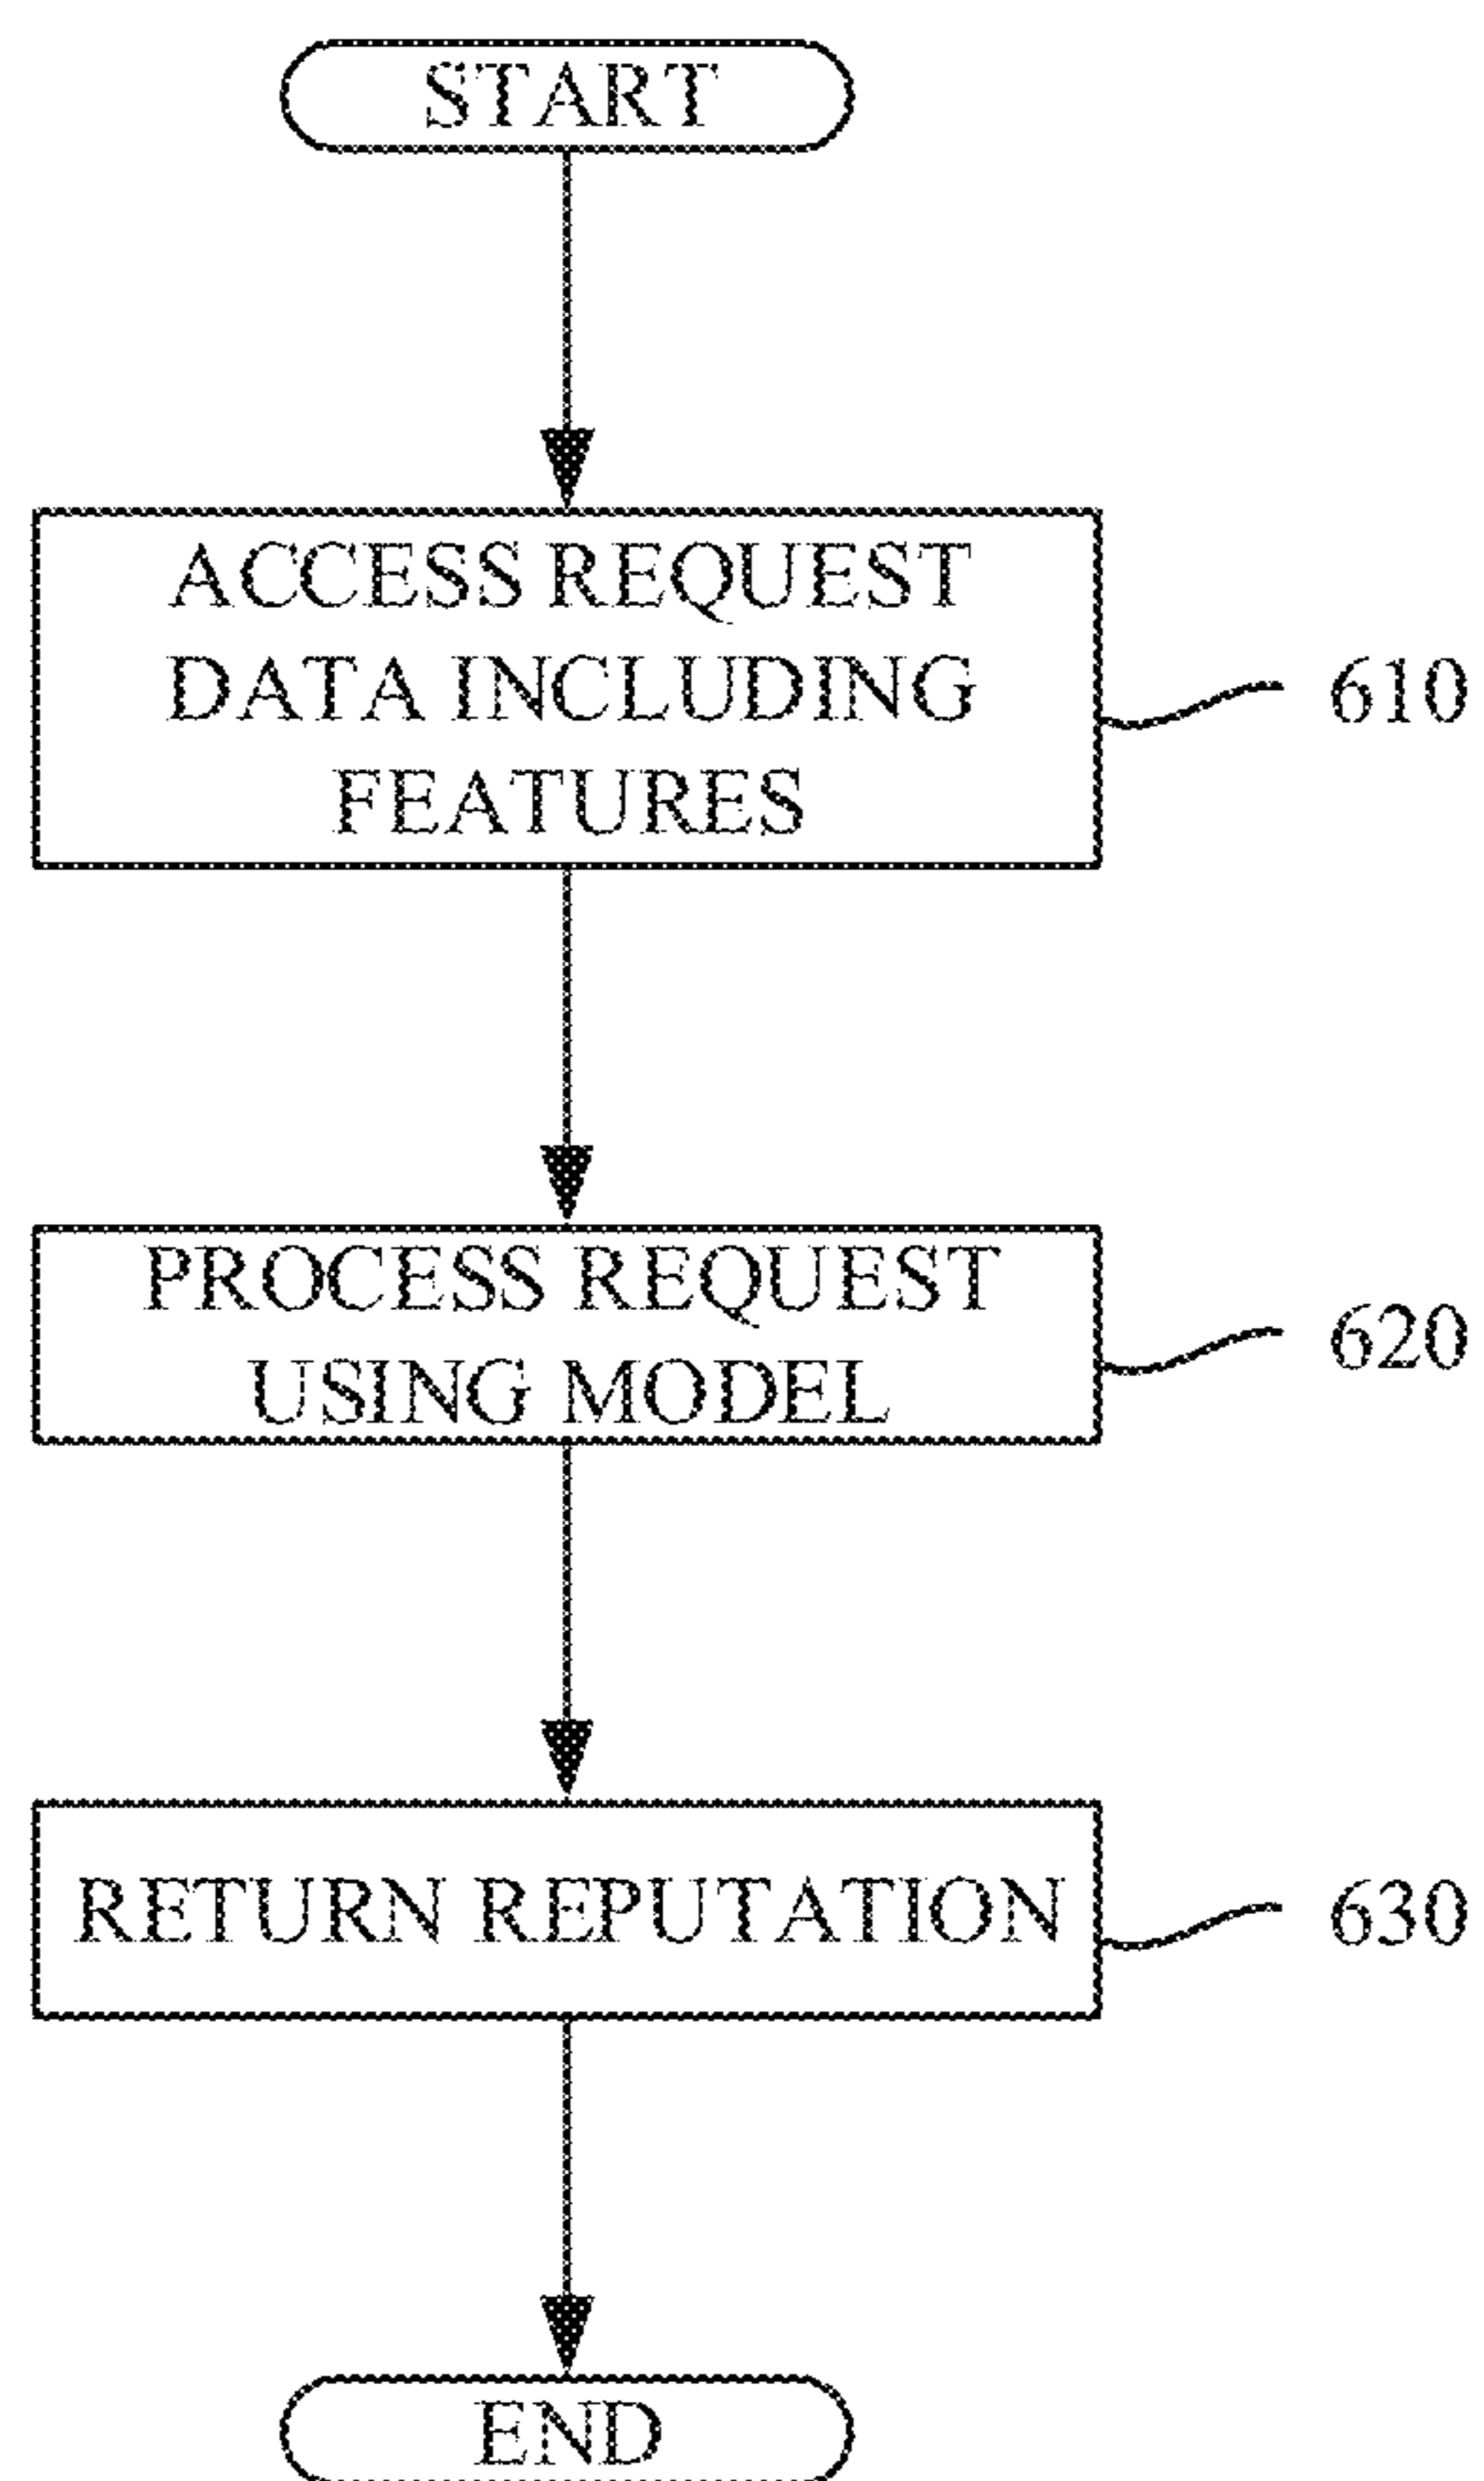 START
ACCESS REQUEST
DATA INCLUDING
FEATURES
610
PROCESS REQUEST
USING MODEL
620
RETURN REPUTATION
630
END